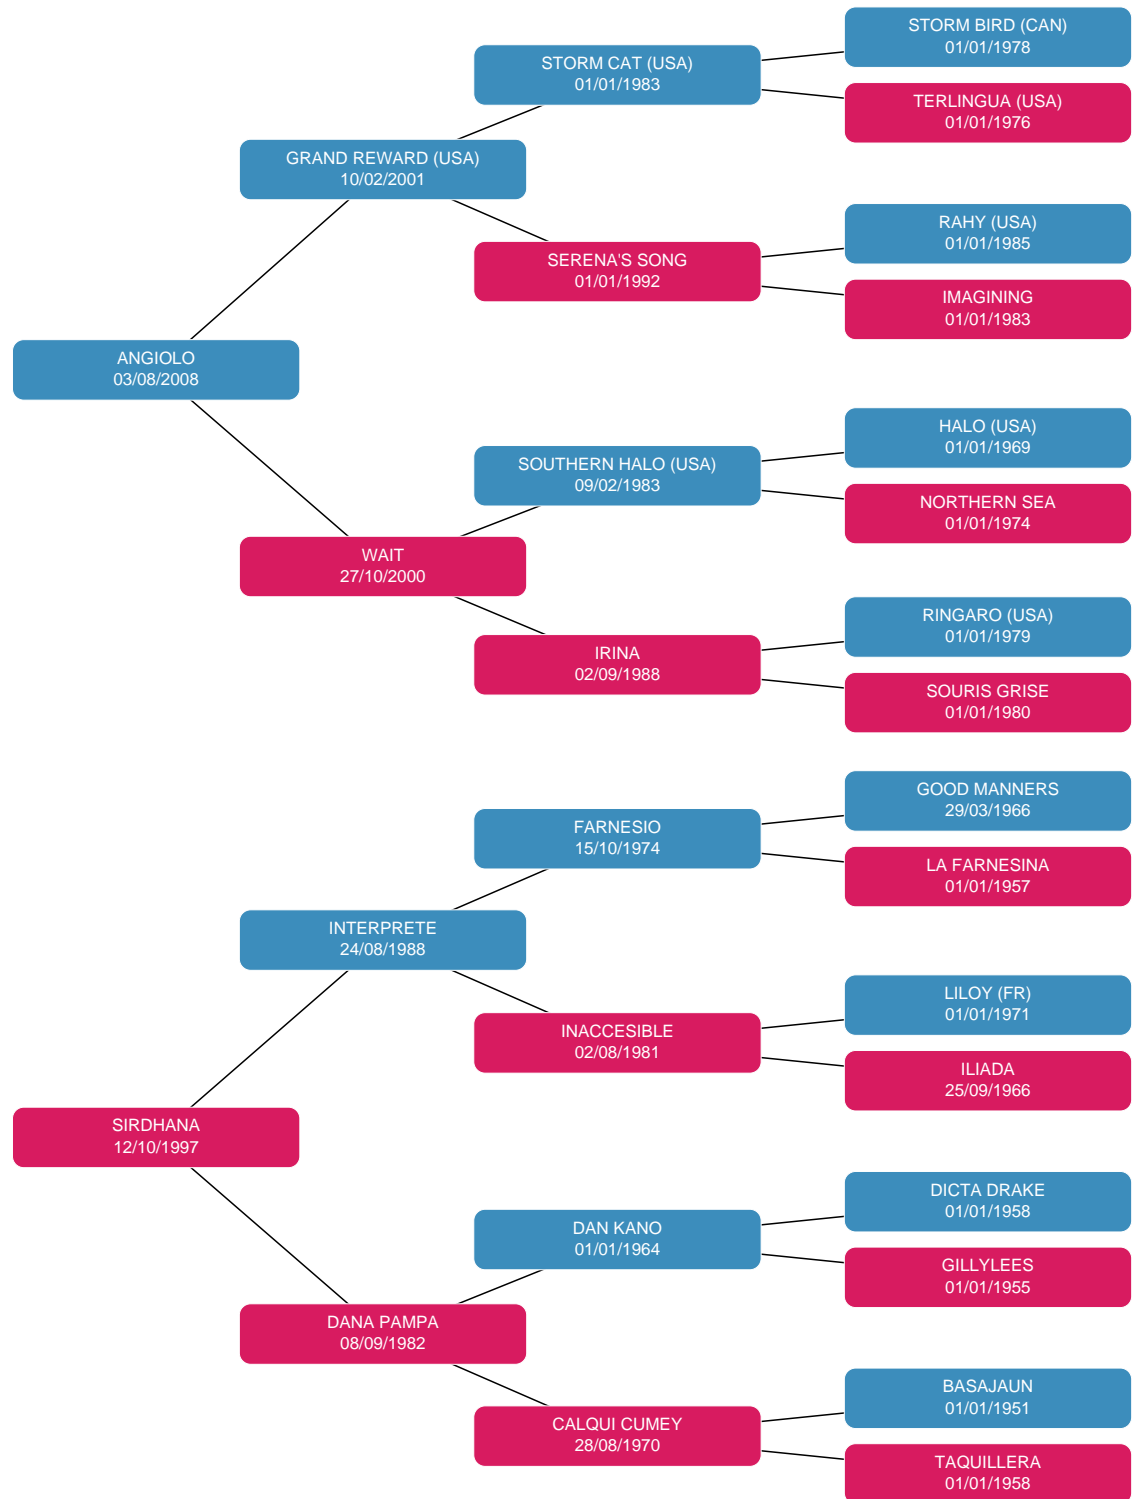 STORM BIRD (CAN)
01/01/1978
STORM CAT (USA)
01/01/1983
TERLINGUA (USA)
01/01/1976
GRAND REWARD (USA)
10/02/2001
RAHY (USA)
01/01/1985
SERENA'S SONG
01/01/1992
IMAGINING
01/01/1983
ANGIOLO
03/08/2008
HALO (USA)
01/01/1969
SOUTHERN HALO (USA)
09/02/1983
NORTHERN SEA
01/01/1974
WAIT
27/10/2000
RINGARO (USA)
01/01/1979
IRINA
02/09/1988
SOURIS GRISE
01/01/1980
GOOD MANNERS
29/03/1966
FARNESIO
15/10/1974
LA FARNESINA
01/01/1957
INTERPRETE
24/08/1988
LILOY (FR)
01/01/1971
INACCESIBLE
02/08/1981
ILIADA
25/09/1966
SIRDHANA
12/10/1997
DICTA DRAKE
01/01/1958
DAN KANO
01/01/1964
GILLYLEES
01/01/1955
DANA PAMPA
08/09/1982
BASAJAUN
01/01/1951
CALQUI CUMEY
28/08/1970
TAQUILLERA
01/01/1958